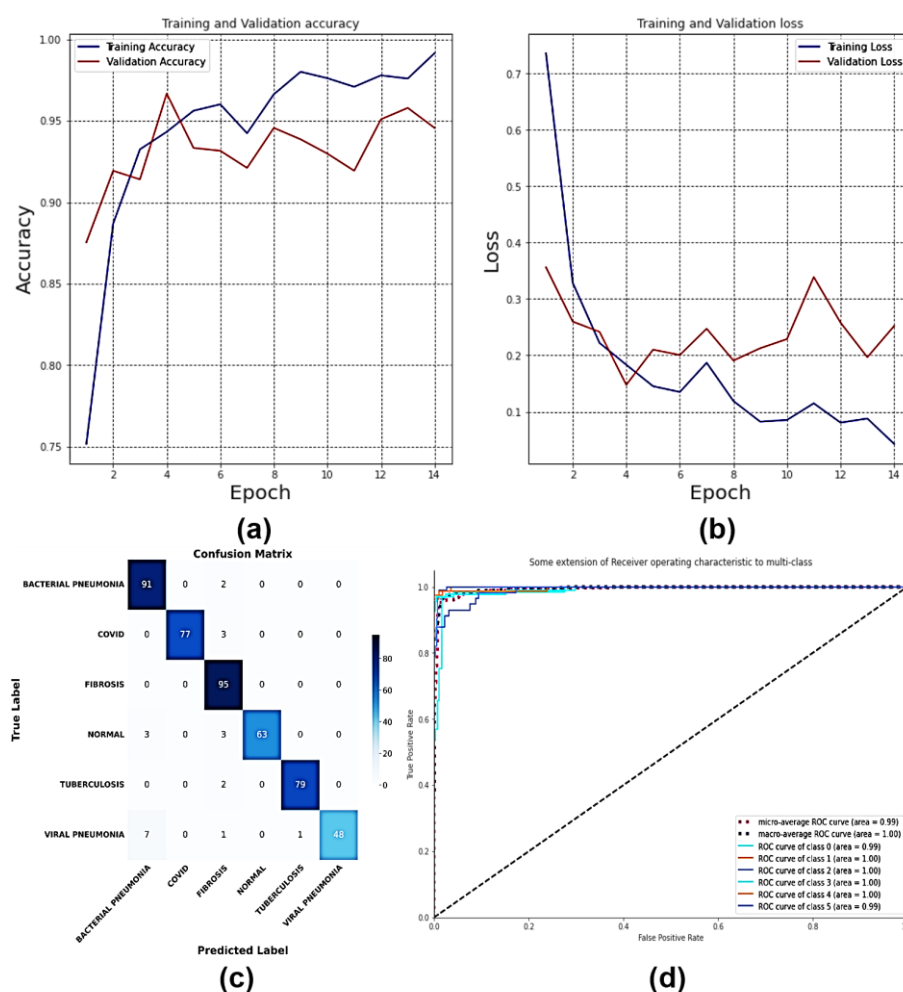 Training and Validation accuracy
Training Accuracy
Validation Accuracy
1.00
0.95
0.90
0.85
0.80
0.75
Accuracy
2 4 6 8 10 12 14
Epoch
(a)
Training and Validation loss
Training Loss
Validation Loss
0.7
0.6
0.5
0.4
0.3
0.2
0.1
Loss
2 4 6 8 10 12 14
Epoch
(b)
Confusion Matrix
True Label
BACTERIAL PNEUMONIA 91 0 2 0 0 0
COVID 0 77 3 0 0 0
FIBROSIS 0 0 95 0 0 0
NORMAL 3 0 3 63 0 0
TUBERCULOSIS 0 0 2 0 79 0
VIRAL PNEUMONIA 7 0 1 0 1 48
BACTERIAL PNEUMONIA
COVID
FIBROSIS
NORMAL
TUBERCULOSIS
VIRAL PNEUMONIA
Predicted Label
80
60
40
20
0
(c)
Some extension of Receiver operating characteristic to multi-class
1.0
0.8
0.6
0.4
0.2
0.0
True Positive Rate
micro-average ROC curve (area = 0.99)
macro-average ROC curve (area = 1.00)
ROC curve of class 0 (area = 0.99)
ROC curve of class 1 (area = 1.00)
ROC curve of class 2 (area = 1.00)
ROC curve of class 3 (area = 1.00)
ROC curve of class 4 (area = 1.00)
ROC curve of class 5 (area = 0.99)
0.0 0.2 0.4 0.6 0.8
False Positive Rate
(d)